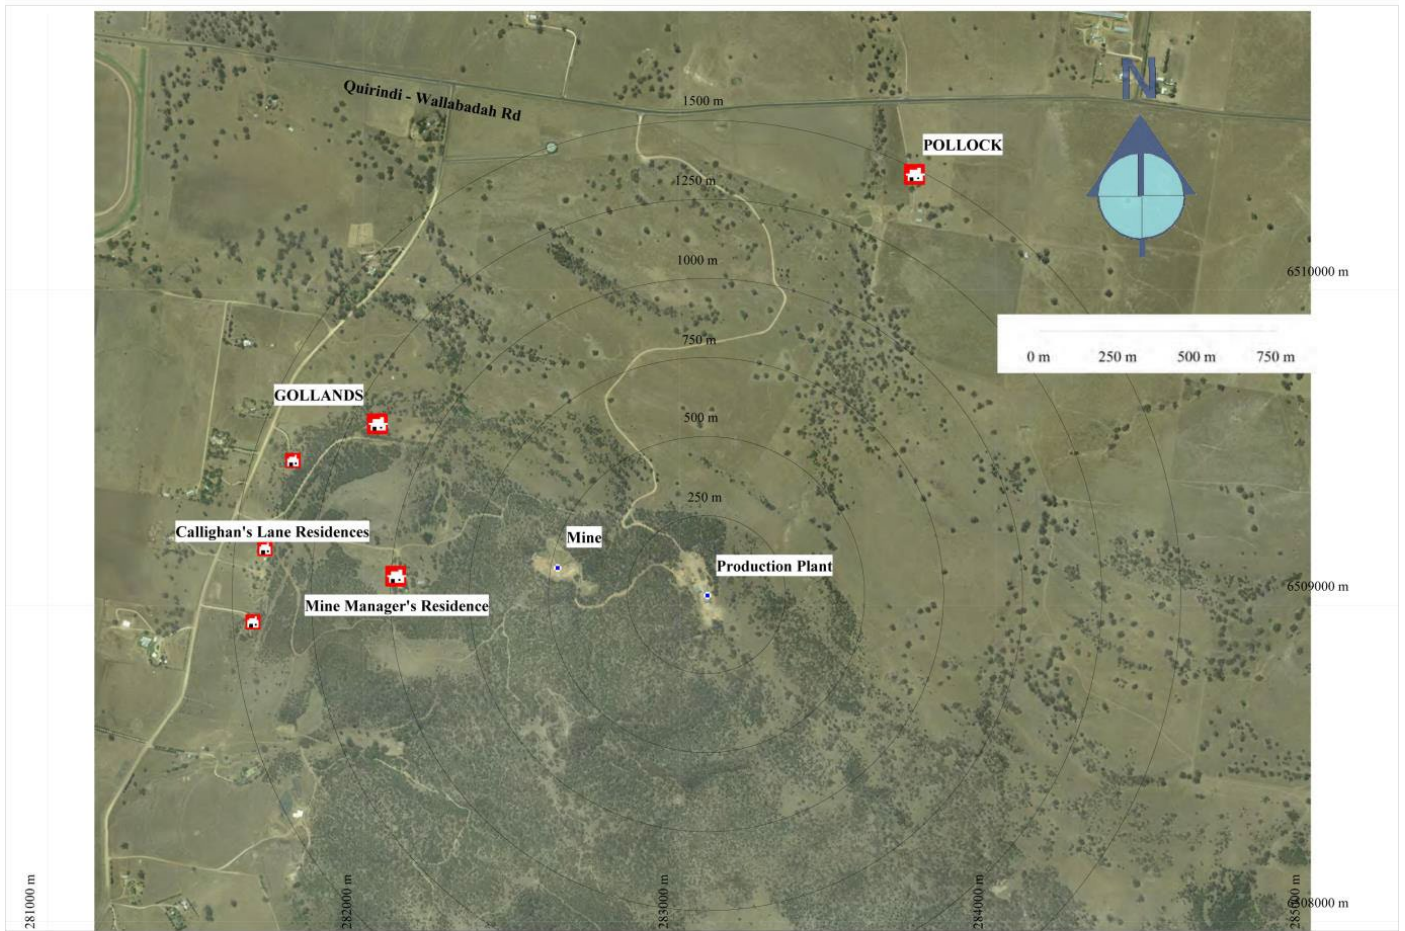 N
Quirindi - Wallabadah Rd
1500 m
POLLOCK
1250 m
1000 m
6510000 m
750 m
0 m 250 m 500 m 750 m
GOLLANDS
500 m
250 m
Callighan's Lane Residences
Mine
Production Plant
6509000 m
Mine Manager's Residence
281000 m
282000 m
283000 m
284000 m
285000 m
6508000 m